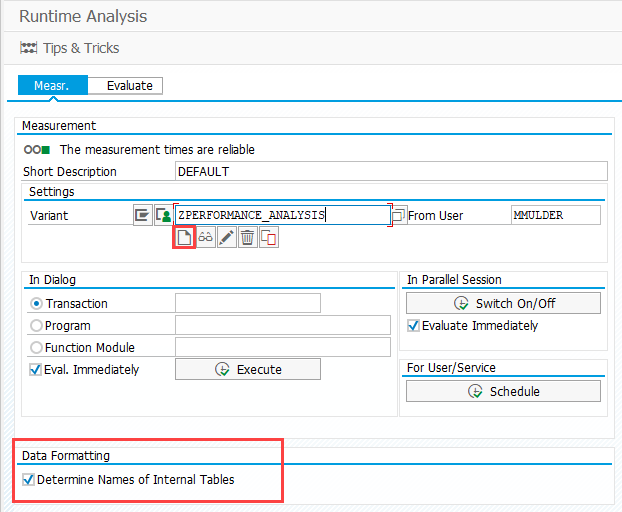 Runtime Analysis
Tips & Tricks
Measr. Evaluate
Measurement
The measurement times are reliable
Short Description DEFAULT
Settings
Variant ZPERFORMANCE_ANALYSIS From User MMULDER
In Dialog In Parallel Session
Transaction Switch On/Off
Program Evaluate Immediately
Function Module
Eval. Immediately Execute For User/Service
Schedule
Data Formatting
Determine Names of Internal Tables